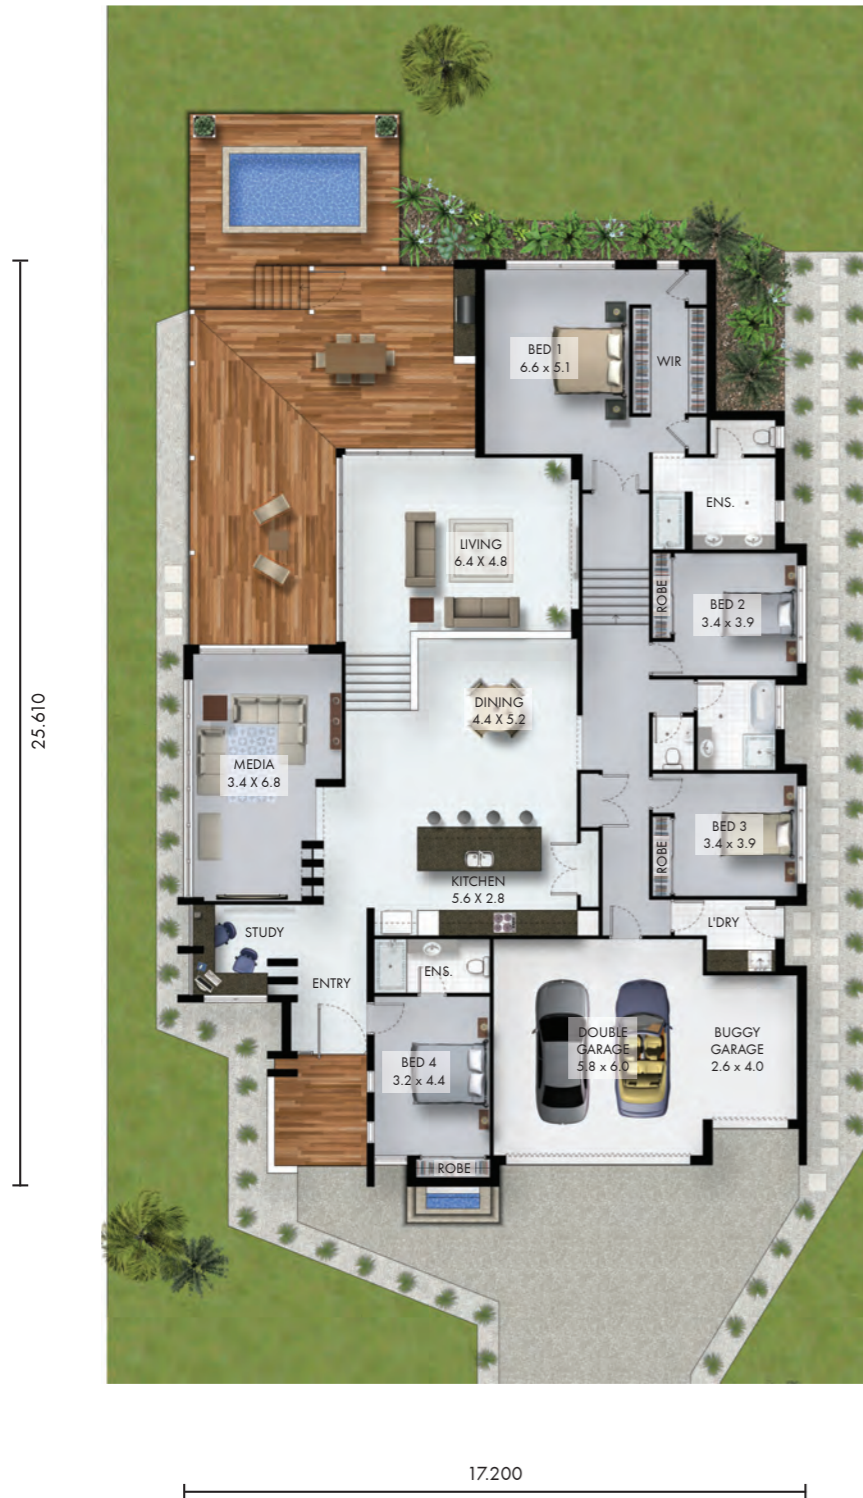 BED 1
6.6 x 5.1
WIR
ENS.
LIVING
6.4 X 4.8
ROBE
BED 2
3.4 x 3.9
DINING
4.4 X 5.2
25.610
MEDIA
3.4 X 6.8
BED 3
3.4 x 3.9
ROBE
KITCHEN
5.6 X 2.8
STUDY
L'DRY
ENS.
ENTRY
DOUBLE
GARAGE
5.8 x 6.0
BUGGY
GARAGE
2.6 x 4.0
BED 4
3.2 x 4.4
ROBE
17.200